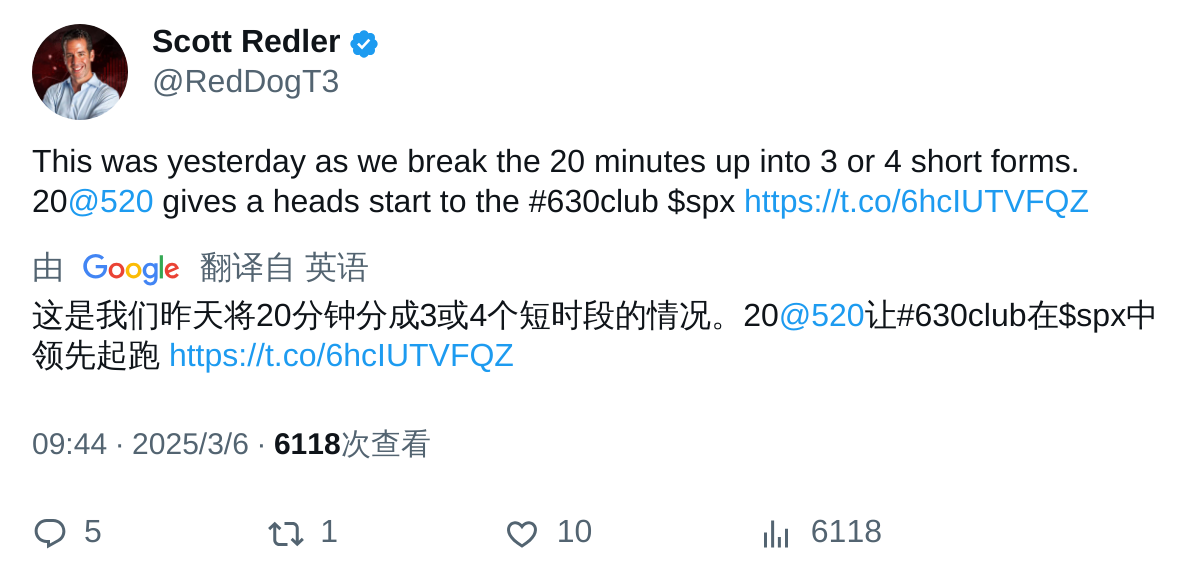 Scott Redler
@RedDogT3
This was yesterday as we break the 20 minutes up into 3 or 4 short forms.
20@520 gives a heads start to the #630club $spx https://t.co/6hcIUTVFQZ
由 Google 翻译自 英语
这是我们昨天将20分钟分成3或4个短时段的情况。20@520让#630club在$spx中
领先起跑 https://t.co/6hcIUTVFQZ
09:44 · 2025/3/6 · 6118次查看
5 1 10 6118